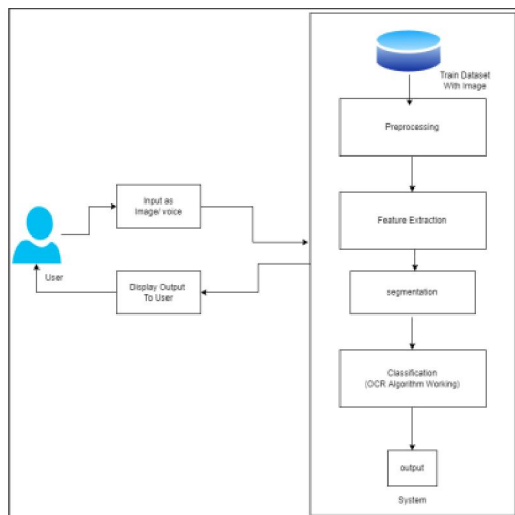 Train Dataset
With Image
Preprocessing
Input as
Image/ voice
Feature Extraction
User
Display Output
To User
segmentation
Classification
(OCR Algorithm Working)
output
System